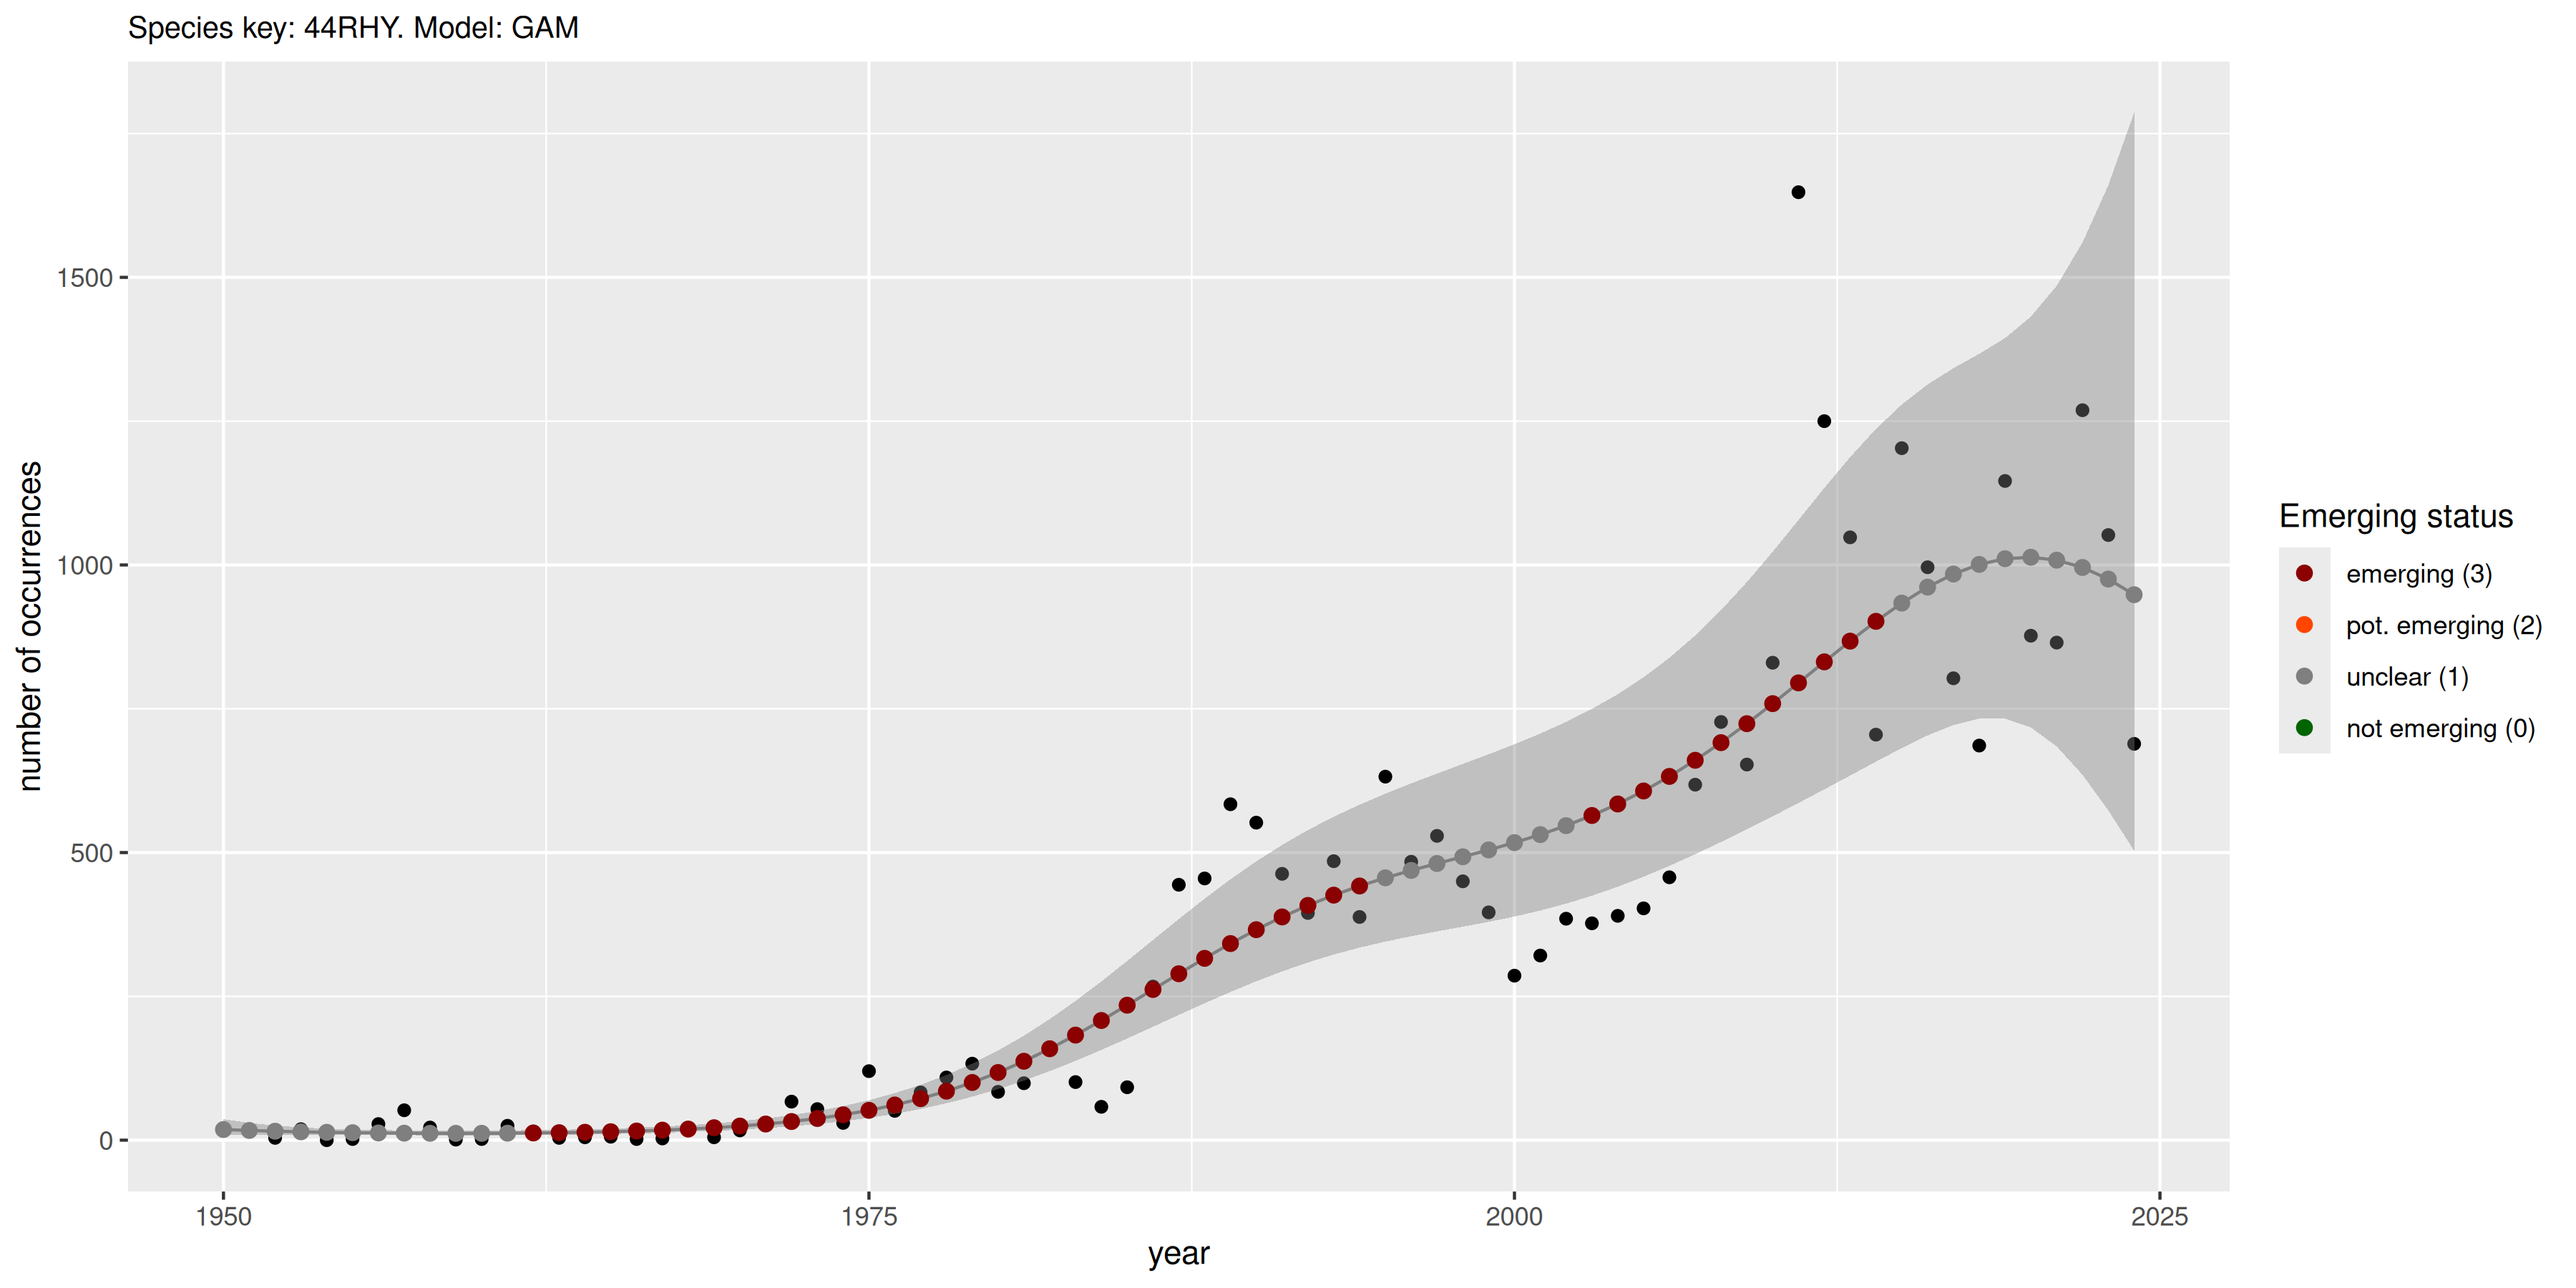 Species key: 44RHY. Model: GAM
1500
1000
500
0
number of occurrences
1950
1975
2000
2025
year
Emerging status
emerging (3)
pot. emerging (2)
unclear (1)
not emerging (0)